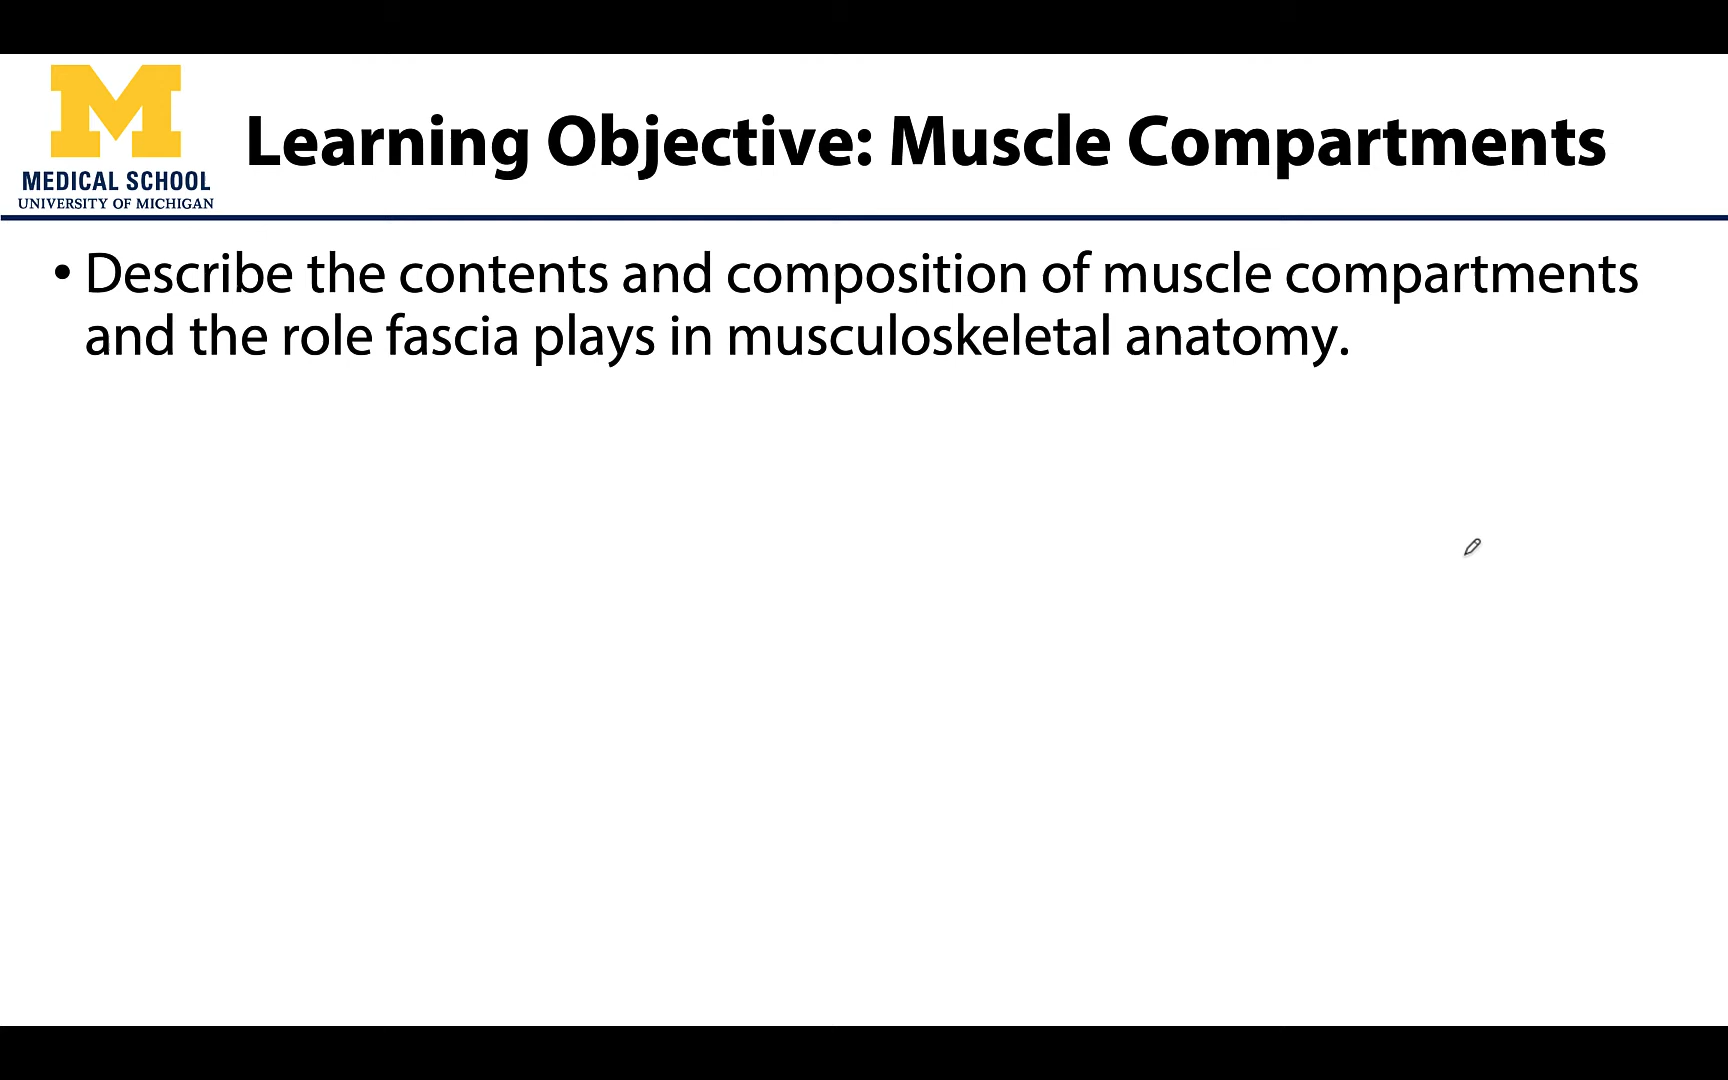 M
MEDICAL SCHOOL
UNIVERSITY OF MICHIGAN
Learning Objective: Muscle Compartments
• Describe the contents and composition of muscle compartments
and the role fascia plays in musculoskeletal anatomy.